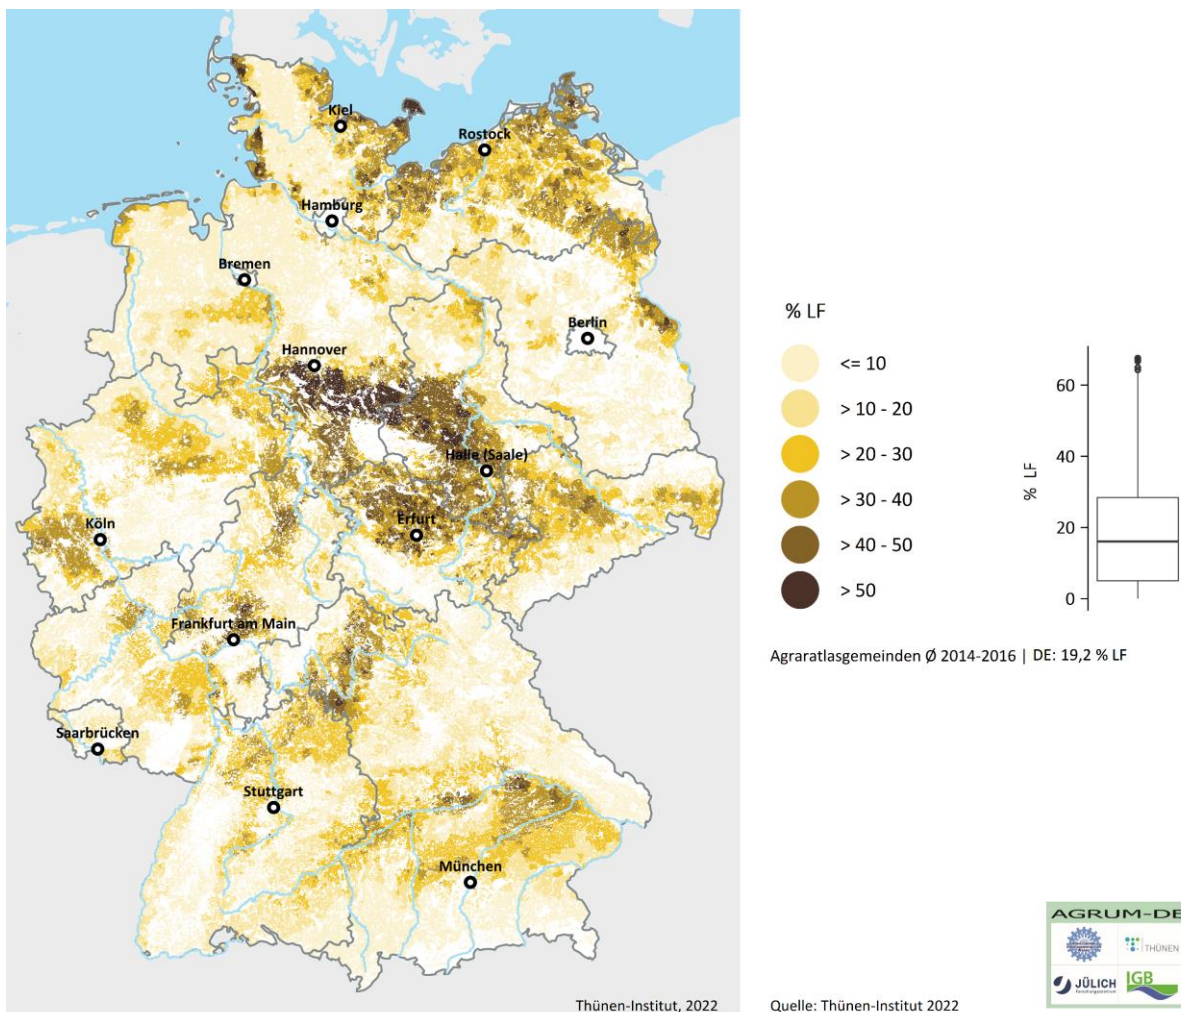 Kiel
Rostock
Hamburg
Bremen
Berlin
Hannover
Halle (Saale)
Köln
Erfurt
Frankfurt am Main
Saarbrücken
Stuttgart
München
Thünen-Institut, 2022
% LF
<= 10
> 10 - 20
> 20 - 30
> 30 - 40
> 40 - 50
> 50
% LF
60
40
20
0
Agraratlasgemeinden Ø 2014-2016 | DE: 19,2 % LF
Quelle: Thünen-Institut 2022
AGRUM-DE
THÜNEN
JÜLICH
Forschungszentrum
IGB